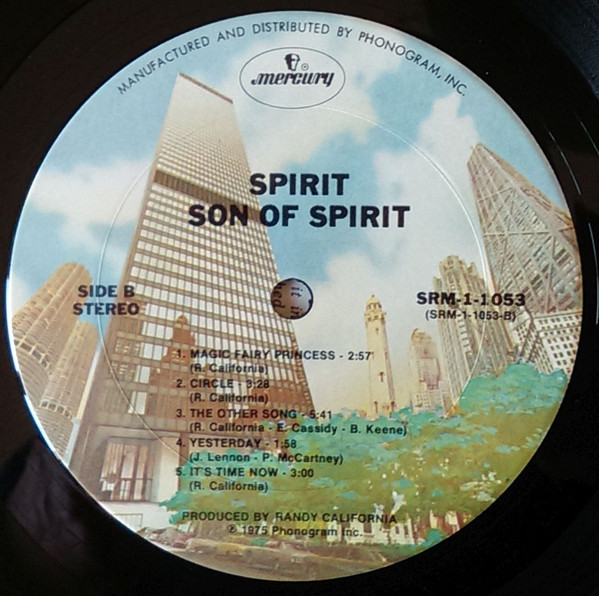 MANUFACTURED AND DISTRIBUTED BY PHONOGRAM, INC.
mercury
SPIRIT
SON OF SPIRIT
SIDE B
STEREO
SRM-1-1053
(SRM-1-1053-B)
1. MAGIC FAIRY PRINCESS - 2:57
(R. California)
2. CIRCLE - 3:28
(R. California)
3. THE OTHER SONG - 5:41
(R. California - E. Cassidy - B. Keene)
4. YESTERDAY - 1:58
(J. Lennon - P. McCartney)
5. IT'S TIME NOW - 3:00
(R. California)
PRODUCED BY RANDY CALIFORNIA
℗ 1975 Phonogram Inc.